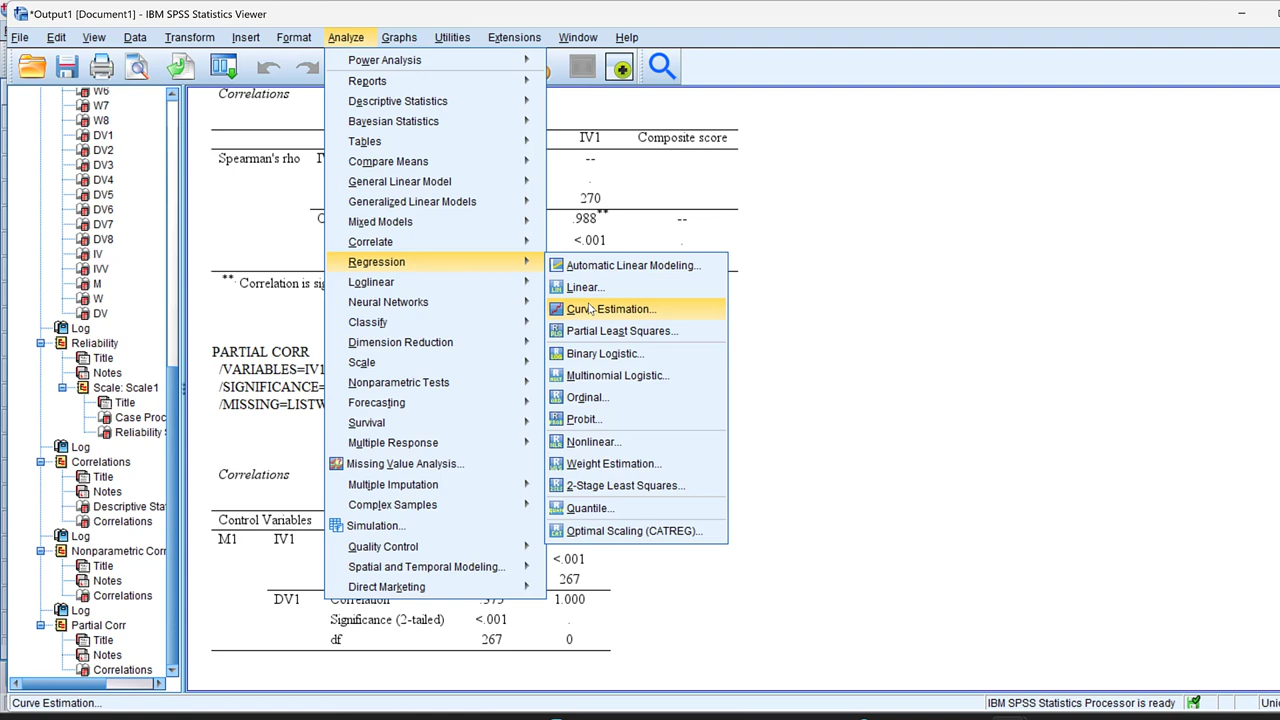 *Output1 [Document1] - IBM SPSS Statistics Viewer
File Edit View Data Transform Insert Format Analyze Graphs Utilities Extensions Window Help
W6
W7
W8
DV1
DV2
DV3
DV4
DV5
DV6
DV7
DV8
IV
IVV
M
W
DV
Log
Reliability
Title
Notes
Scale: Scale1
Title
Case Proc
Reliability S
Log
Correlations
Title
Notes
Descriptive Sta
Correlations
Log
Nonparametric Corr
Title
Notes
Correlations
Log
Partial Corr
Title
Notes
Correlations
Power Analysis
Reports
Descriptive Statistics
Bayesian Statistics
Tables
Compare Means
General Linear Model
Generalized Linear Models
Mixed Models
Correlate
Regression
Loglinear
Neural Networks
Classify
Dimension Reduction
Scale
Nonparametric Tests
Forecasting
Survival
Multiple Response
Missing Value Analysis...
Multiple Imputation
Complex Samples
Simulation...
Quality Control
Spatial and Temporal Modeling...
Direct Marketing
Automatic Linear Modeling...
Linear...
Curve Estimation...
Partial Least Squares...
Binary Logistic...
Multinomial Logistic...
Ordinal...
Probit...
Nonlinear...
Weight Estimation...
2-Stage Least Squares...
Quantile...
Optimal Scaling (CATREG)...
Correlations
IV1 Composite score
Spearman's rho --
.
270
.988** --
<.001 .
** . Correlation is sig
PARTIAL CORR
/VARIABLES=IV1
/SIGNIFICANCE=
/MISSING=LISTW
Correlations
Control Variables
M1 IV1
<.001
267
DV1 Correlation .375 1.000
Significance (2-tailed) <.001 .
df 267 0
Curve Estimation... IBM SPSS Statistics Processor is ready Unic